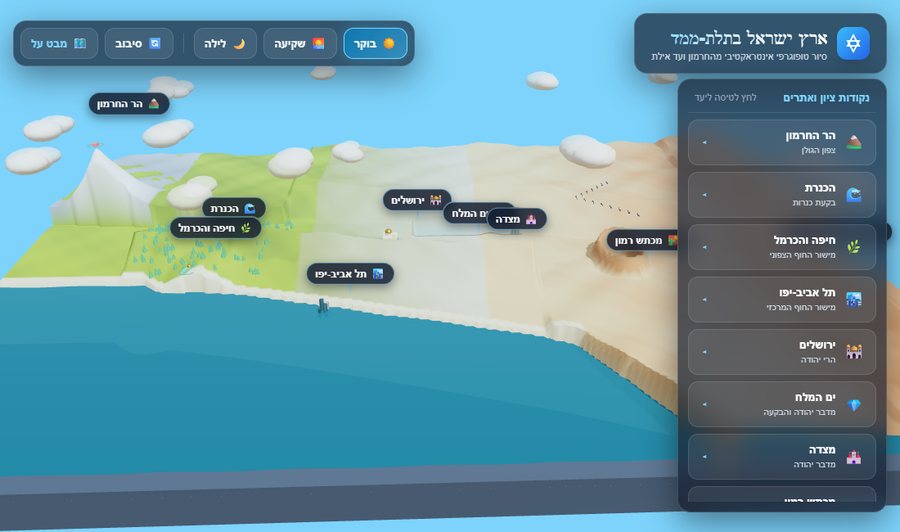 ארץ ישראל בתלת-ממד
סיור טופוגרפי אינטראקטיבי מהחרמון ועד אילת
בוקר
שקיעה
לילה
סיבוב
מבט על
נקודות ציון ואתרים
לחץ לטיסה ליעד
הר החרמון
צפון הגולן
הכנרת
בקעת כנרות
חיפה והכרמל
מישור החוף הצפוני
תל אביב-יפו
מישור החוף המרכזי
ירושלים
הרי יהודה
ים המלח
מדבר יהודה והבקעה
מצדה
מדבר יהודה
מכתש רמון
הר החרמון
הכנרת
חיפה והכרמל
ירושלים
ים המלח
מצדה
מכתש רמון
תל אביב-יפו